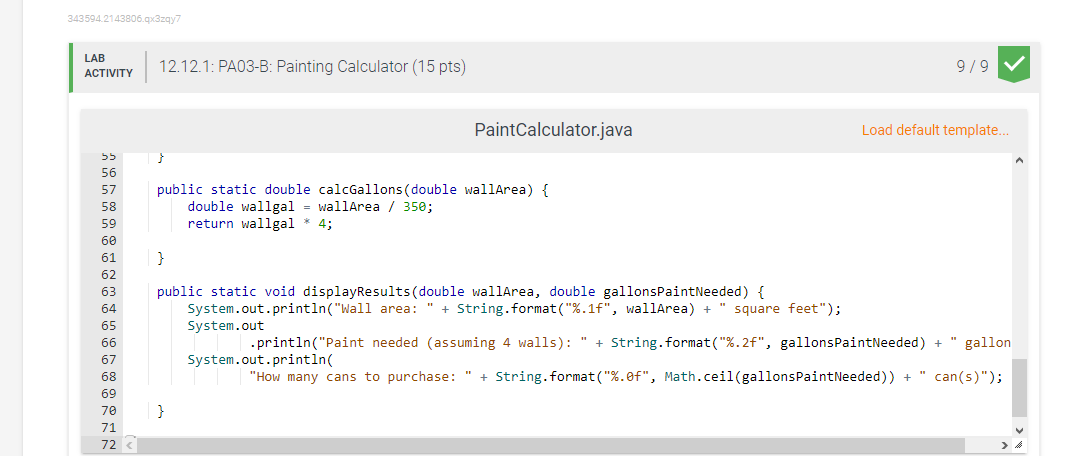 343594.2143806.qx3zqy7
LAB
ACTIVITY
12.12.1: PA03-B: Painting Calculator (15 pts)
9 / 9
PaintCalculator.java
Load default template...
55 }
56
57 public static double calcGallons(double wallArea) {
58 double wallgal = wallArea / 350;
59 return wallgal * 4;
60
61 }
62
63 public static void displayResults(double wallArea, double gallonsPaintNeeded) {
64 System.out.println("Wall area: " + String.format("%.1f", wallArea) + " square feet");
65 System.out
66 .println("Paint needed (assuming 4 walls): " + String.format("%.2f", gallonsPaintNeeded) + " gallon
67 System.out.println(
68 "How many cans to purchase: " + String.format("%.0f", Math.ceil(gallonsPaintNeeded)) + " can(s)");
69
70 }
71
72